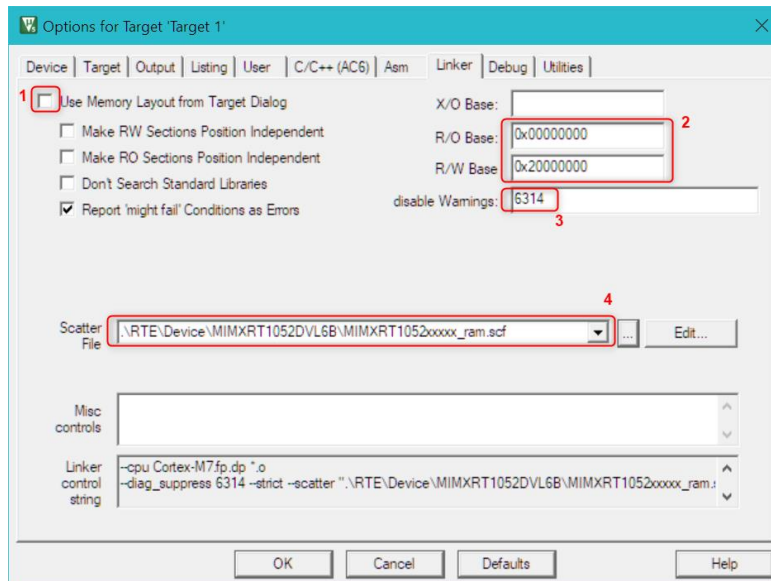 Options for Target 'Target 1'
Device Target Output Listing User C/C++ (AC6) Asm Linker Debug Utilities
1 Use Memory Layout from Target Dialog
Make RW Sections Position Independent
Make RO Sections Position Independent
Don't Search Standard Libraries
Report 'might fail' Conditions as Errors
X/O Base:
R/O Base: 0x00000000 2
R/W Base 0x20000000
disable Warnings: 6314
3
4
Scatter File .\RTE\Device\MIMXRT1052DVL6B\MIMXRT1052xxxxx_ram.scf ... Edit...
Misc controls
Linker control string
--cpu Cortex-M7.fp.dp *.o
--diag_suppress 6314 --strict --scatter ".\RTE\Device\MIMXRT1052DVL6B\MIMXRT1052xxxxx_ram.s
OK Cancel Defaults Help